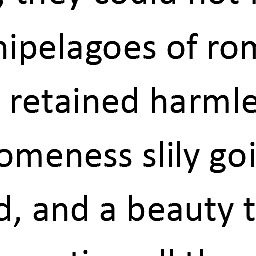 , they could not
hipelagoes of rom
retained harmle
omeness slily goi
d, and a beauty t